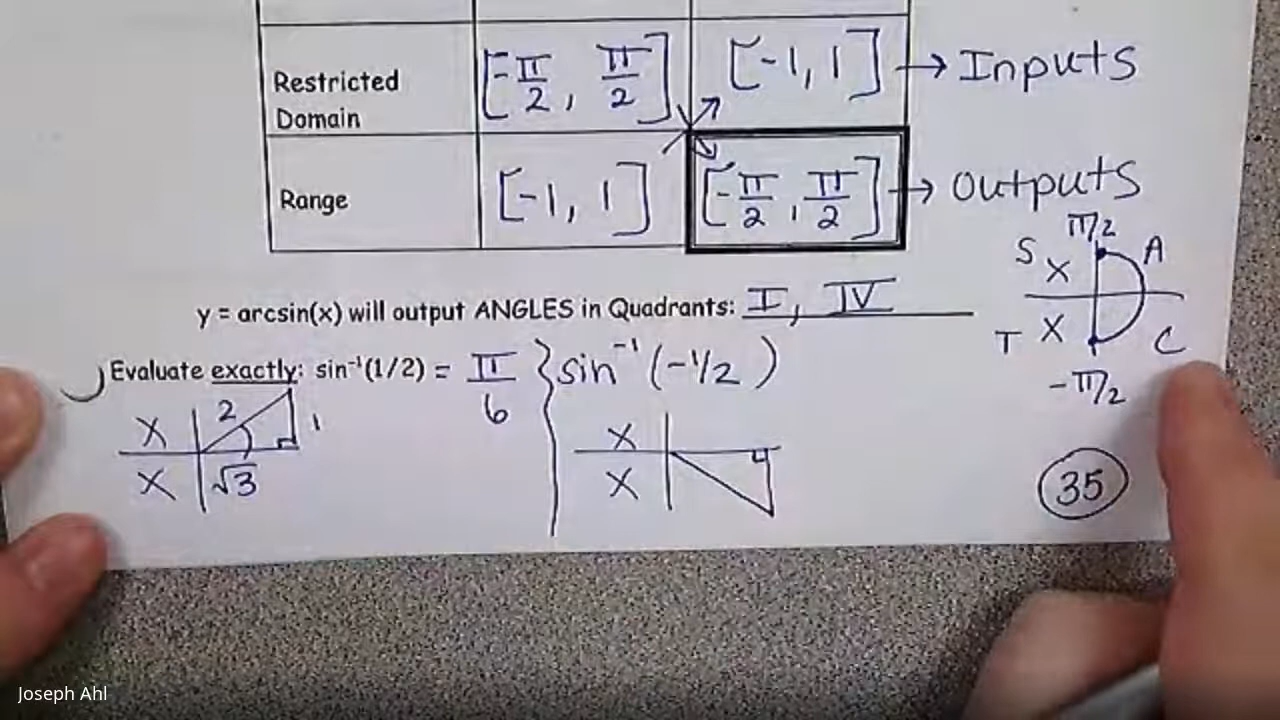 Restricted Domain [-π/2, π/2] [-1, 1] → Inputs
Range [-1, 1] [-π/2, π/2] → Outputs
π/2
S X A
y = arcsin(x) will output ANGLES in Quadrants: I, IV
T X C
-π/2
Evaluate exactly: sin⁻¹(1/2) = π/6 sin⁻¹(-1/2)
X 2 1
X √3
X
X
35
Joseph Ahl